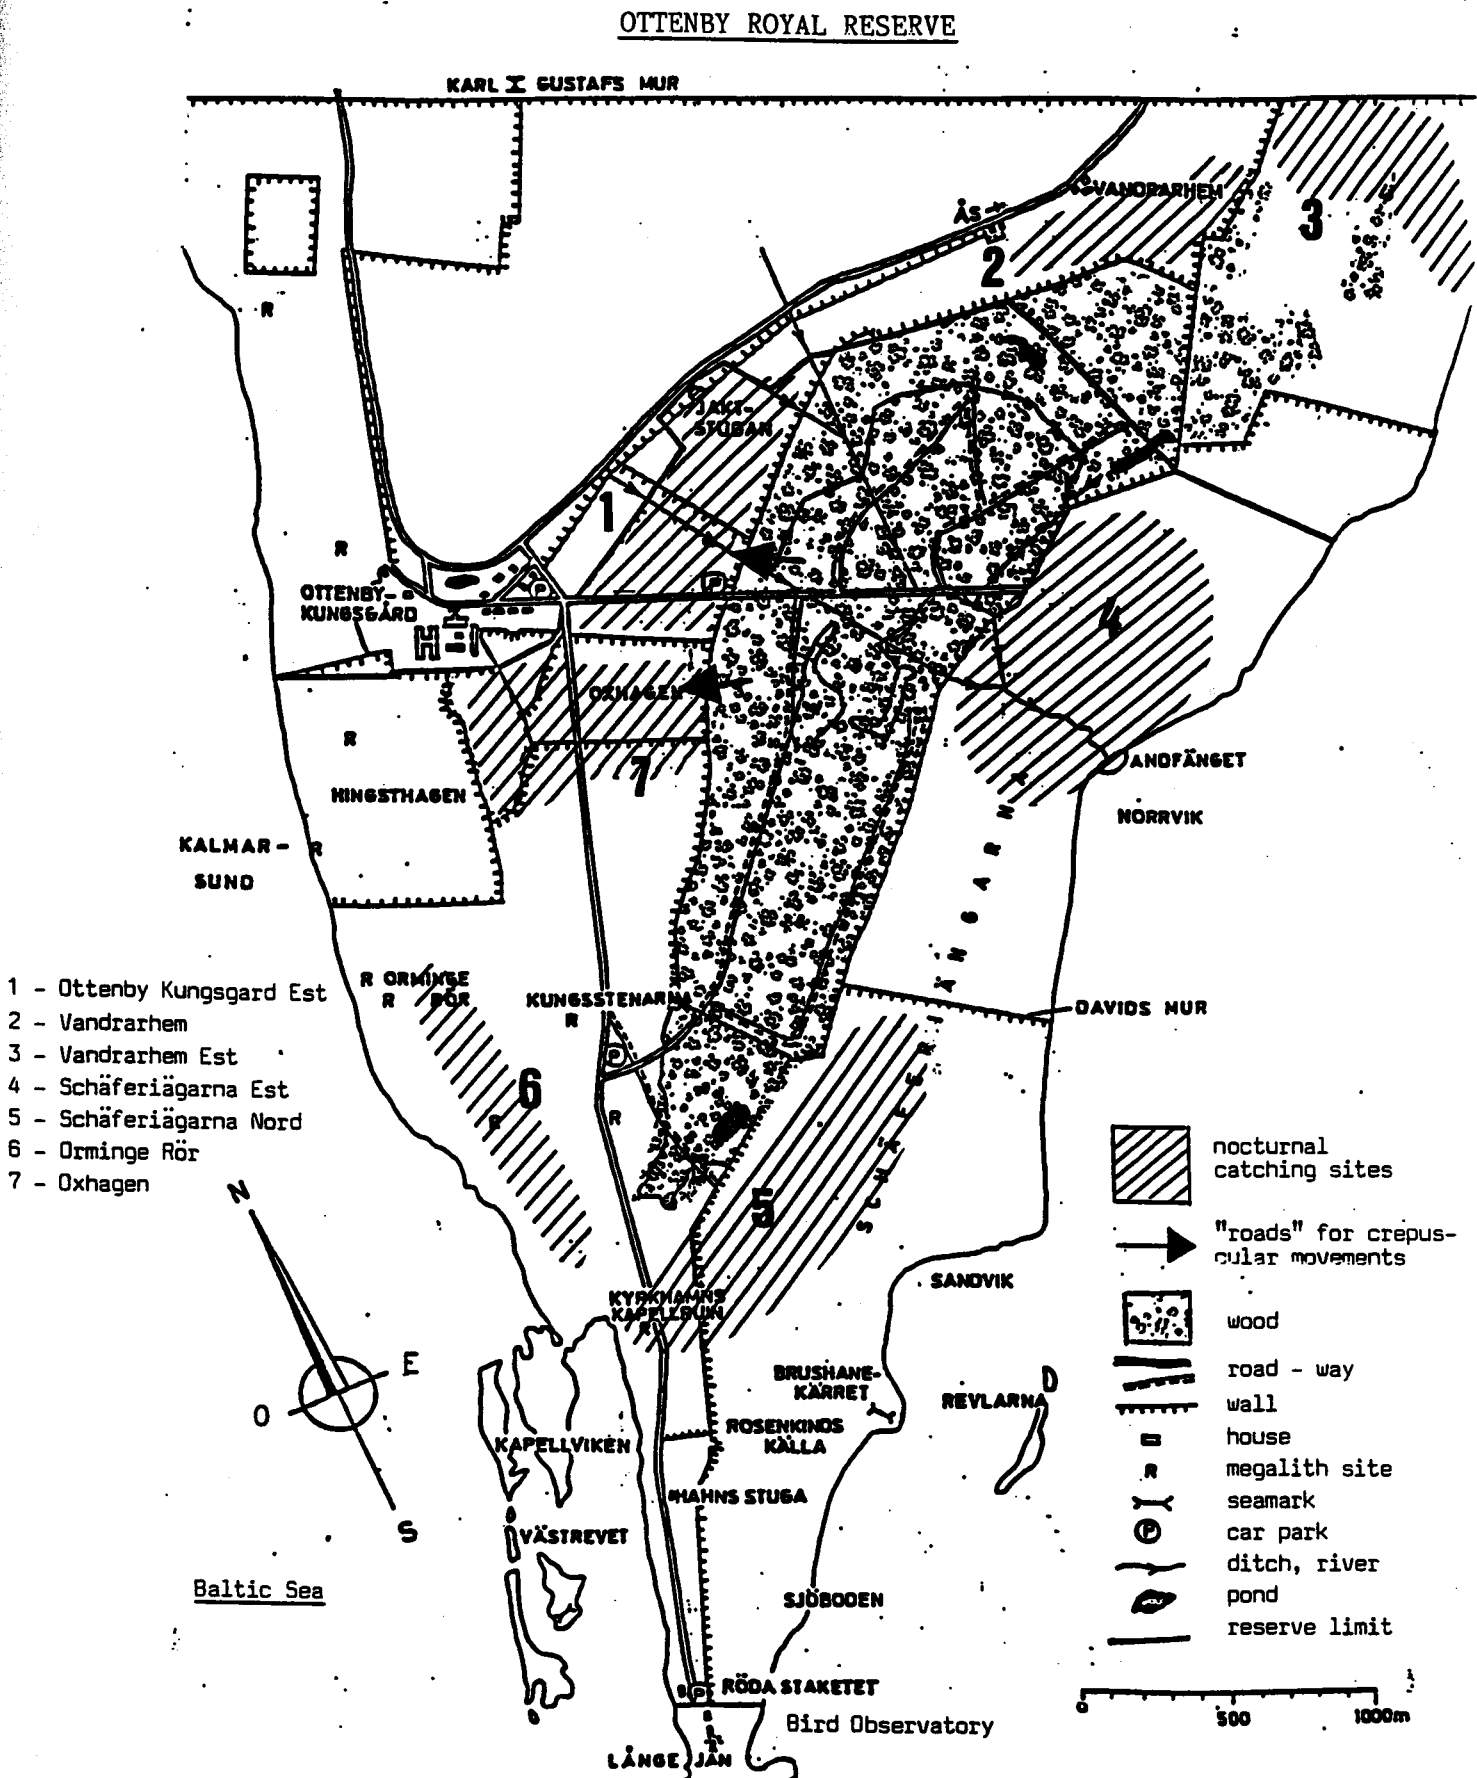 OTTENBY ROYAL RESERVE
KARL X GUSTAFS MUR
VANDRARHEM
ÅS
3
2
JAKT-
STUGAN
1
P
P
R
R
OTTENBY-
KUNGSGÅRD
4
OXHAGEN
R
7
HINGSTHAGEN
ANDFÄNGET
NORRVIK
KALMAR-
SUND
R
R ORMINGE
R RÖR
KUNGSSTENARNA
R
P
DAVIDS MUR
SCHÄFERIÄNGARNA
1 - Ottenby Kungsgard Est
2 - Vandrarhem
3 - Vandrarhem Est
4 - Schäferiägarna Est
5 - Schäferiägarna Nord
6 - Orminge Rör
7 - Oxhagen
6
R
R
5
N
E
O
S
KYRKHAMNS
KAPELLRUIN
R
SANDVIK
BRUSHANE-
KÄRRET
REVLARNA
D
ROSENKINDS
KÄLLA
KAPELLVIKEN
HAHNS STUGA
VÄSTREVET
Baltic Sea
SJÖBODEN
P RÖDA STAKETET
Bird Observatory
LÅNGE JAN
nocturnal
catching sites
"roads" for crepus-
cular movements
wood
road - way
wall
house
R megalith site
seamark
P car park
ditch, river
pond
reserve limit
0 500 1000m